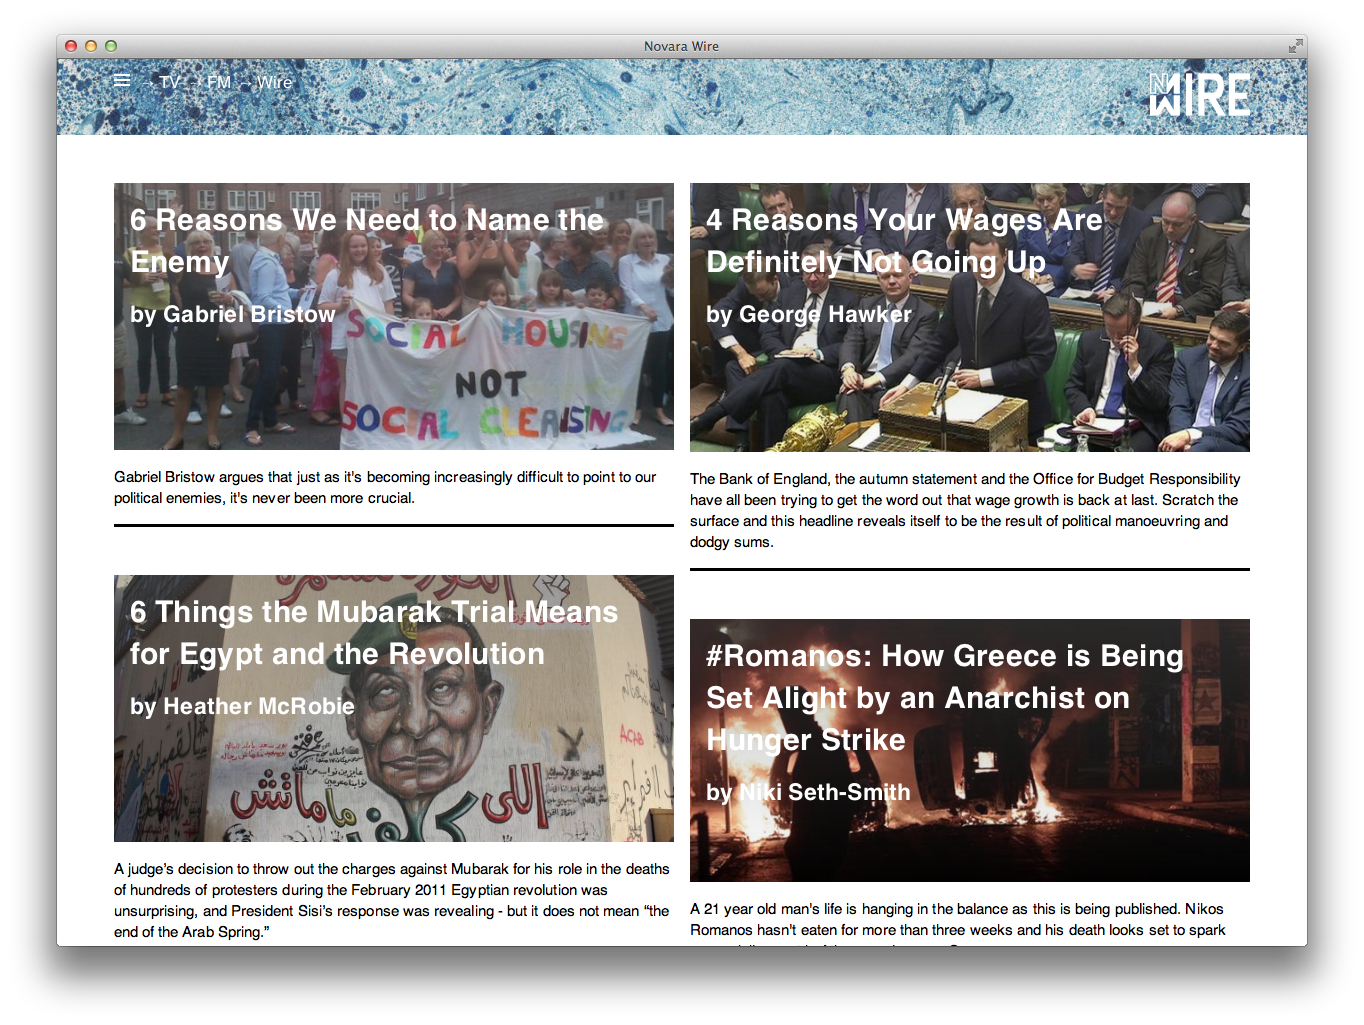 Novara Wire
→ TV → FM → Wire
NM WIRE
6 Reasons We Need to Name the
Enemy
by Gabriel Bristow
SOCIAL HOUSING
NOT
SOCIAL CLEANSING
Gabriel Bristow argues that just as it's becoming increasingly difficult to point to our
political enemies, it's never been more crucial.
4 Reasons Your Wages Are
Definitely Not Going Up
by George Hawker
The Bank of England, the autumn statement and the Office for Budget Responsibility
have all been trying to get the word out that wage growth is back at last. Scratch the
surface and this headline reveals itself to be the result of political manoeuvring and
dodgy sums.
6 Things the Mubarak Trial Means
for Egypt and the Revolution
by Heather McRobie
ACAB
اللي كلف مامتش
A judge’s decision to throw out the charges against Mubarak for his role in the deaths
of hundreds of protesters during the February 2011 Egyptian revolution was
unsurprising, and President Sisi’s response was revealing - but it does not mean “the
end of the Arab Spring.”
#Romanos: How Greece is Being
Set Alight by an Anarchist on
Hunger Strike
by Niki Seth-Smith
A 21 year old man's life is hanging in the balance as this is being published. Nikos
Romanos hasn't eaten for more than three weeks and his death looks set to spark